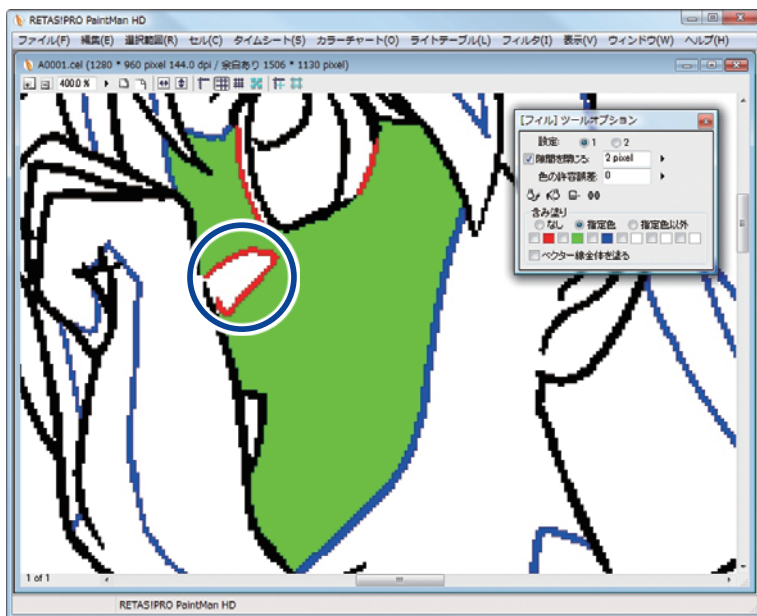 RETAS!PRO PaintMan HD
ファイル(F) 編集(E) 選択範囲(R) セル(C) タイムシート(S) カラーチャート(O) ライトテーブル(L) フィルタ(I) 表示(V) ウィンドウ(W) ヘルプ(H)
A0001.cel (1280 * 960 pixel 144.0 dpi / 余白あり 1506 * 1130 pixel)
400.0 %
[フィル] ツールオプション
設定: 1 2
隙間を閉じる: 2 pixel
色の許容誤差: 0
含み塗り
なし 指定色 指定色以外
ベクター線全体を塗る
1 of 1
RETAS!PRO PaintMan HD